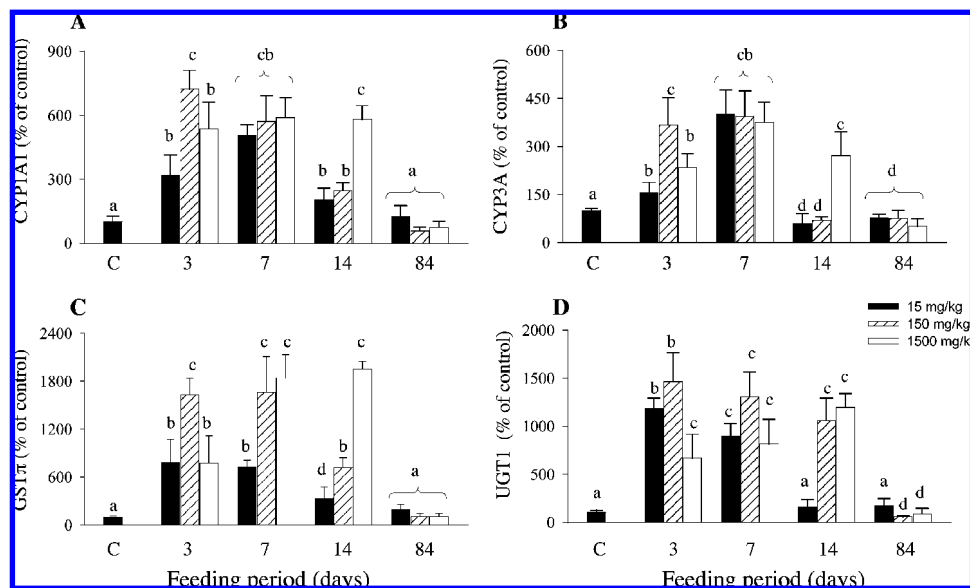 A
CYP1A1 (% of control)
900
600
300
0
a
b
c
b
cb
c
b
b
a
C
3
7
14
84
B
CYP3A (% of control)
600
450
300
150
0
a
b
c
b
cb
d
d
c
d
C
3
7
14
84
C
GSTπ (% of control)
2400
1800
1200
600
0
a
b
c
b
b
c
c
d
b
c
a
C
3
7
14
84
Feeding period (days)
D
15 mg/kg
150 mg/kg
1500 mg/k
UGT1 (% of control)
2000
1500
1000
500
0
a
b
b
c
c
c
a
c
c
a
d
d
C
3
7
14
84
Feeding period (days)